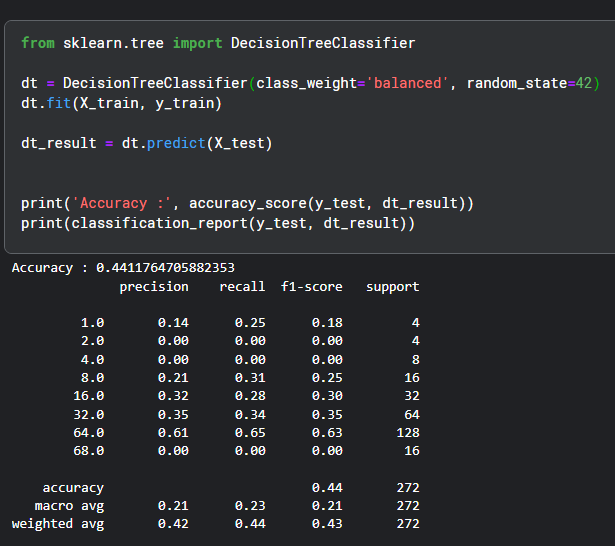 from sklearn.tree import DecisionTreeClassifier
dt = DecisionTreeClassifier(class_weight='balanced', random_state=42)
dt.fit(X_train, y_train)
dt_result = dt.predict(X_test)
print('Accuracy :', accuracy_score(y_test, dt_result))
print(classification_report(y_test, dt_result))
Accuracy : 0.4411764705882353
precision recall f1-score support
1.0 0.14 0.25 0.18 4
2.0 0.00 0.00 0.00 4
4.0 0.00 0.00 0.00 8
8.0 0.21 0.31 0.25 16
16.0 0.32 0.28 0.30 32
32.0 0.35 0.34 0.35 64
64.0 0.61 0.65 0.63 128
68.0 0.00 0.00 0.00 16
accuracy 0.44 272
macro avg 0.21 0.23 0.21 272
weighted avg 0.42 0.44 0.43 272